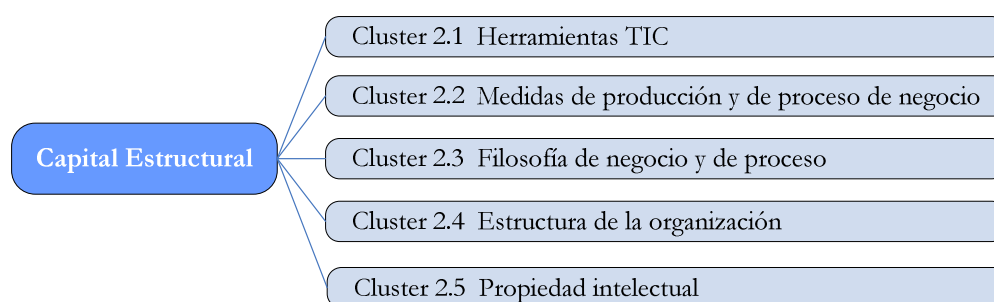 Capital Estructural
Cluster 2.1 Herramientas TIC
Cluster 2.2 Medidas de producción y de proceso de negocio
Cluster 2.3 Filosofía de negocio y de proceso
Cluster 2.4 Estructura de la organización
Cluster 2.5 Propiedad intelectual